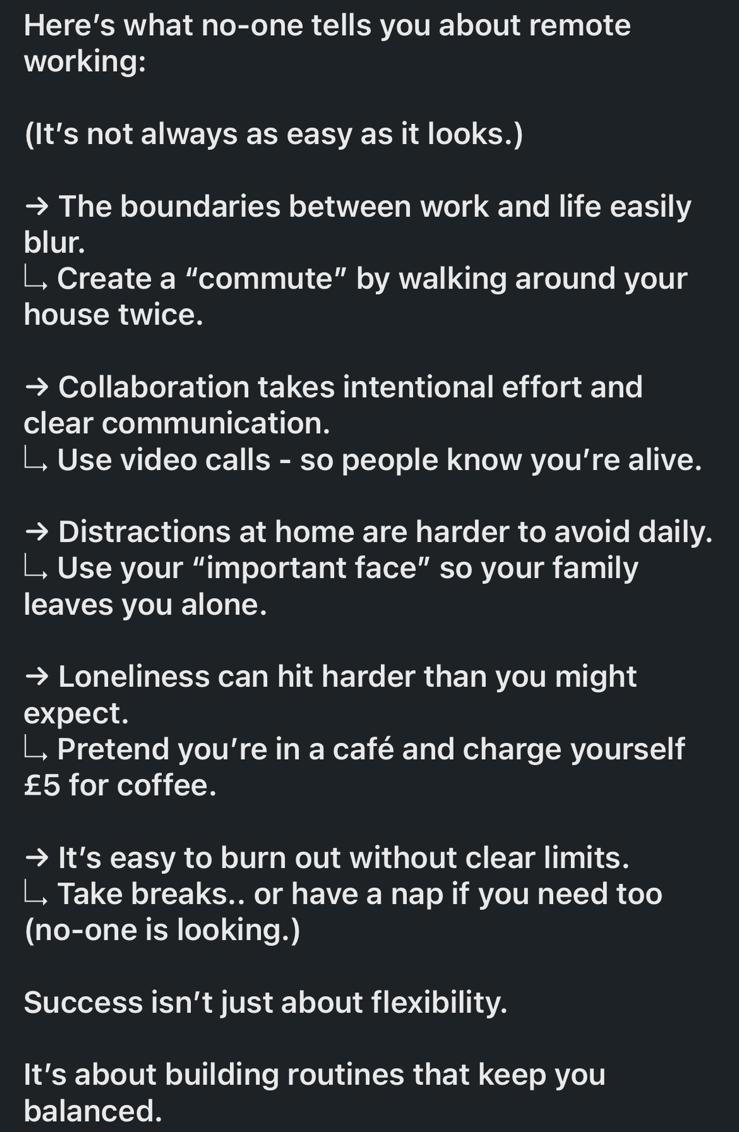 Here’s what no-one tells you about remote
working:
(It’s not always as easy as it looks.)
→ The boundaries between work and life easily
blur.
↳ Create a “commute” by walking around your
house twice.
→ Collaboration takes intentional effort and
clear communication.
↳ Use video calls - so people know you’re alive.
→ Distractions at home are harder to avoid daily.
↳ Use your “important face” so your family
leaves you alone.
→ Loneliness can hit harder than you might
expect.
↳ Pretend you’re in a café and charge yourself
£5 for coffee.
→ It’s easy to burn out without clear limits.
↳ Take breaks.. or have a nap if you need too
(no-one is looking.)
Success isn’t just about flexibility.
It’s about building routines that keep you
balanced.